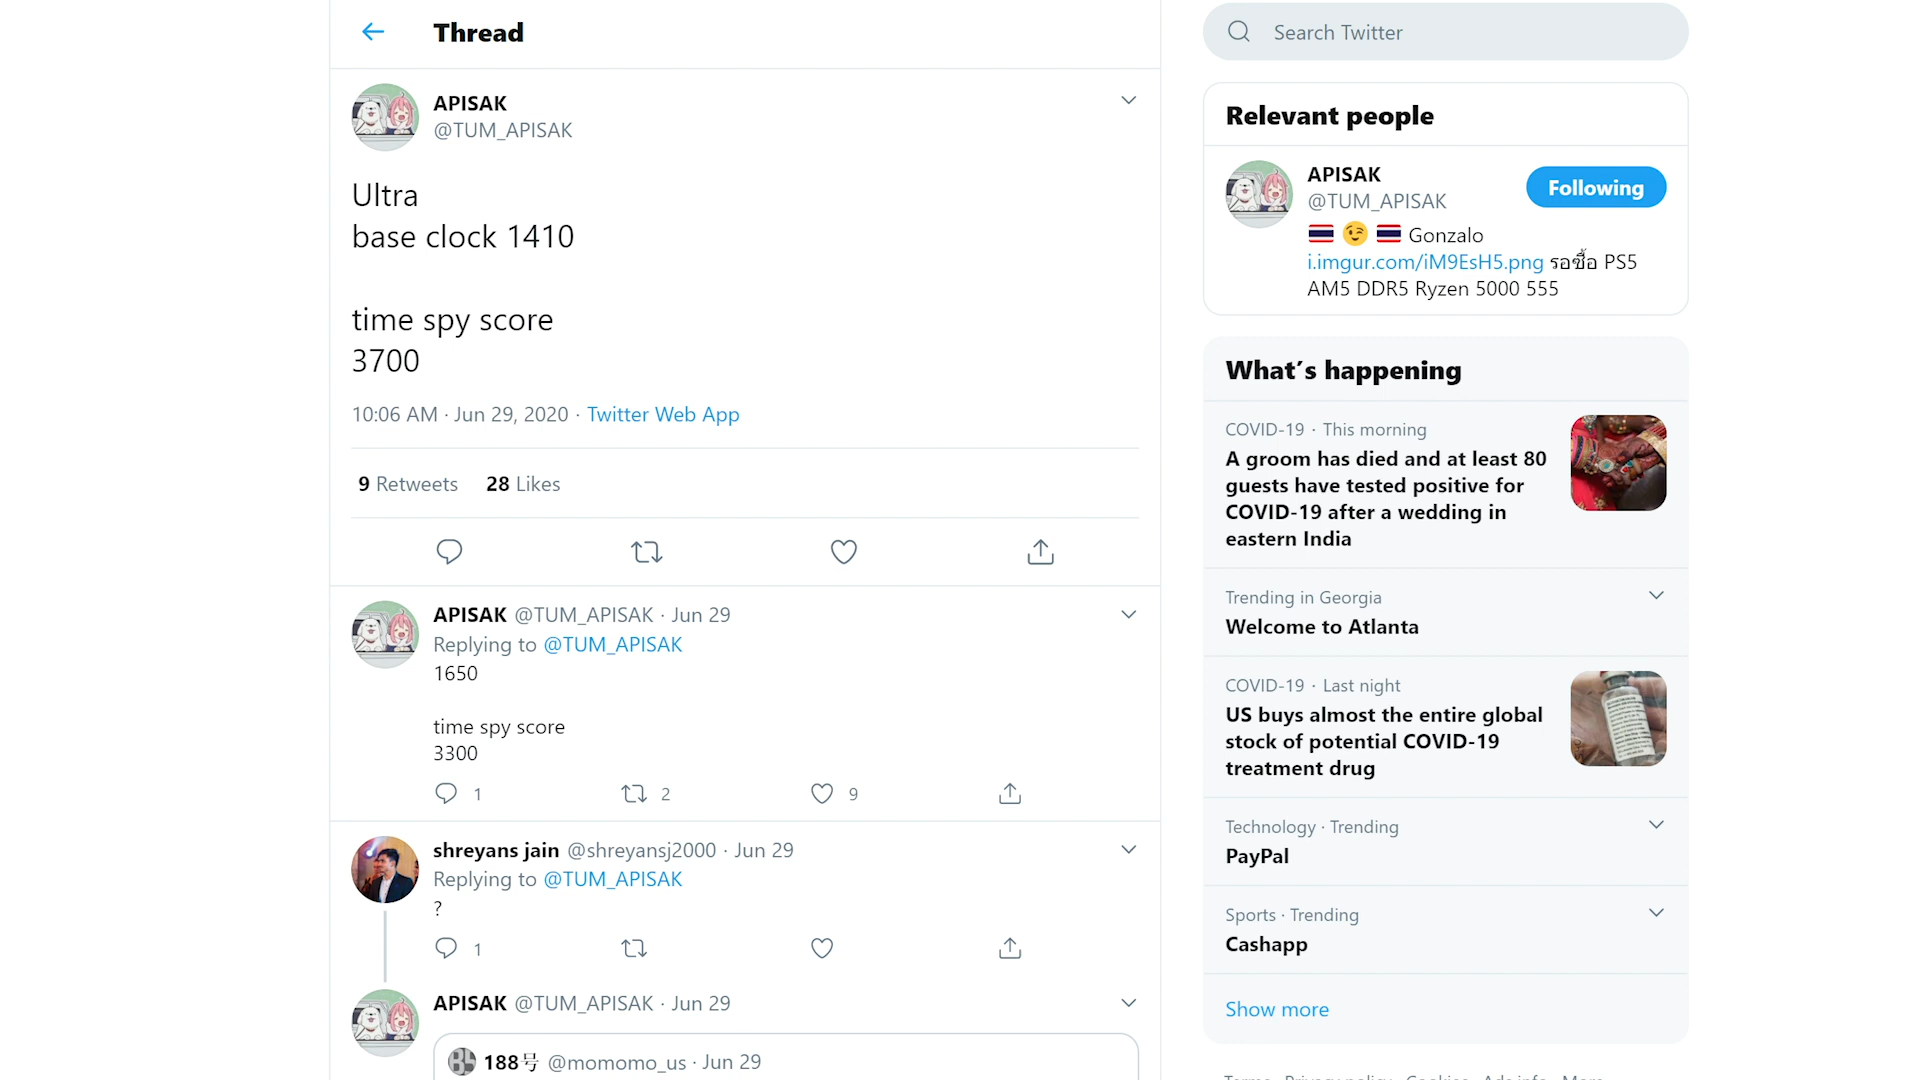 Thread
APISAK
@TUM_APISAK
Ultra
base clock 1410
time spy score
3700
10:06 AM · Jun 29, 2020 · Twitter Web App
9 Retweets 28 Likes
APISAK @TUM_APISAK · Jun 29
Replying to @TUM_APISAK
1650
time spy score
3300
1 2 9
shreyans jain @shreyansj2000 · Jun 29
Replying to @TUM_APISAK
?
1
APISAK @TUM_APISAK · Jun 29
188号 @momomo_us · Jun 29
Search Twitter
Relevant people
APISAK
@TUM_APISAK
Following
🇹🇭 😉 🇹🇭 Gonzalo
i.imgur.com/iM9EsH5.png รอซื้อ PS5
AM5 DDR5 Ryzen 5000 555
What's happening
COVID-19 · This morning
A groom has died and at least 80
guests have tested positive for
COVID-19 after a wedding in
eastern India
Trending in Georgia
Welcome to Atlanta
COVID-19 · Last night
US buys almost the entire global
stock of potential COVID-19
treatment drug
Technology · Trending
PayPal
Sports · Trending
Cashapp
Show more
Terms Privacy policy Cookies Ads info More